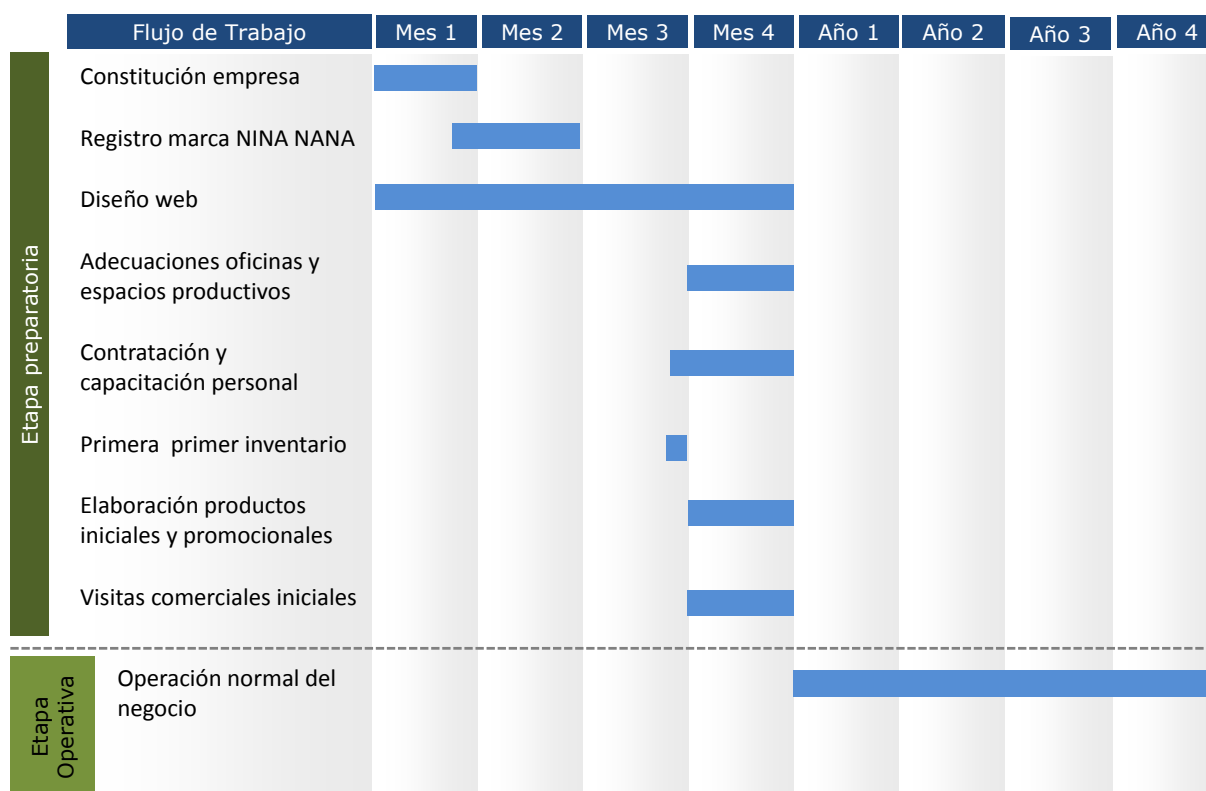 Flujo de Trabajo Mes 1 Mes 2 Mes 3 Mes 4 Año 1 Año 2 Año 3 Año 4
Etapa preparatoria
Constitución empresa
Registro marca NINA NANA
Diseño web
Adecuaciones oficinas y
espacios productivos
Contratación y
capacitación personal
Primera primer inventario
Elaboración productos
iniciales y promocionales
Visitas comerciales iniciales
Etapa
Operativa
Operación normal del
negocio